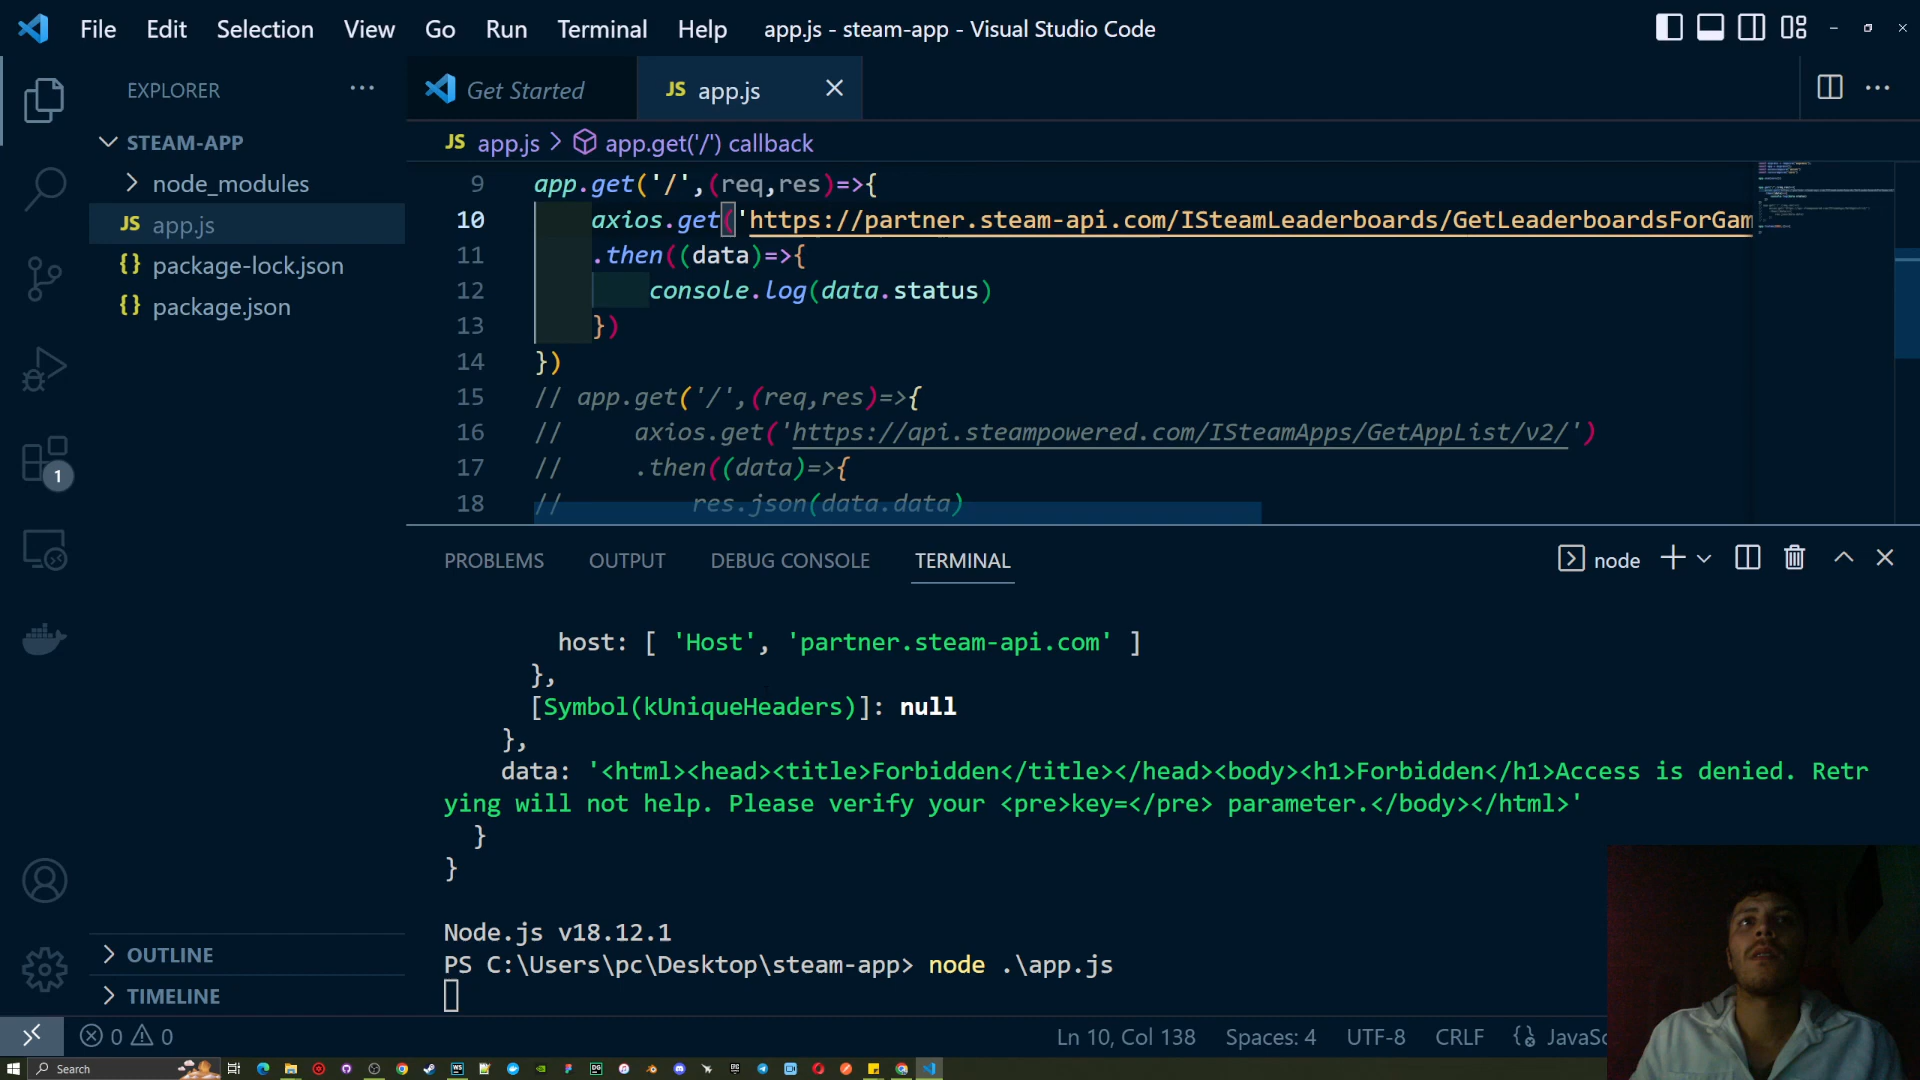 File Edit Selection View Go Run Terminal Help app.js - steam-app - Visual Studio Code
EXPLORER
STEAM-APP
node_modules
JS app.js
{} package-lock.json
{} package.json
1
OUTLINE
TIMELINE
Get Started JS app.js
JS app.js > app.get('/') callback
9 app.get('/',(req,res)=>{
10 axios.get('https://partner.steam-api.com/ISteamLeaderboards/GetLeaderboardsForGam
11 .then((data)=>{
12 console.log(data.status)
13 })
14 })
15 // app.get('/',(req,res)=>{
16 // axios.get('https://api.steampowered.com/ISteamApps/GetAppList/v2/')
17 // .then((data)=>{
18 // res.json(data.data)
PROBLEMS OUTPUT DEBUG CONSOLE TERMINAL node
host: [ 'Host', 'partner.steam-api.com' ]
},
[Symbol(kUniqueHeaders)]: null
},
data: '<html><head><title>Forbidden</title></head><body><h1>Forbidden</h1>Access is denied. Retr
ying will not help. Please verify your <pre>key=</pre> parameter.</body></html>'
}
}
Node.js v18.12.1
PS C:\Users\pc\Desktop\steam-app> node .\app.js
0 0 Ln 10, Col 138 Spaces: 4 UTF-8 CRLF {} JavaSc
Search